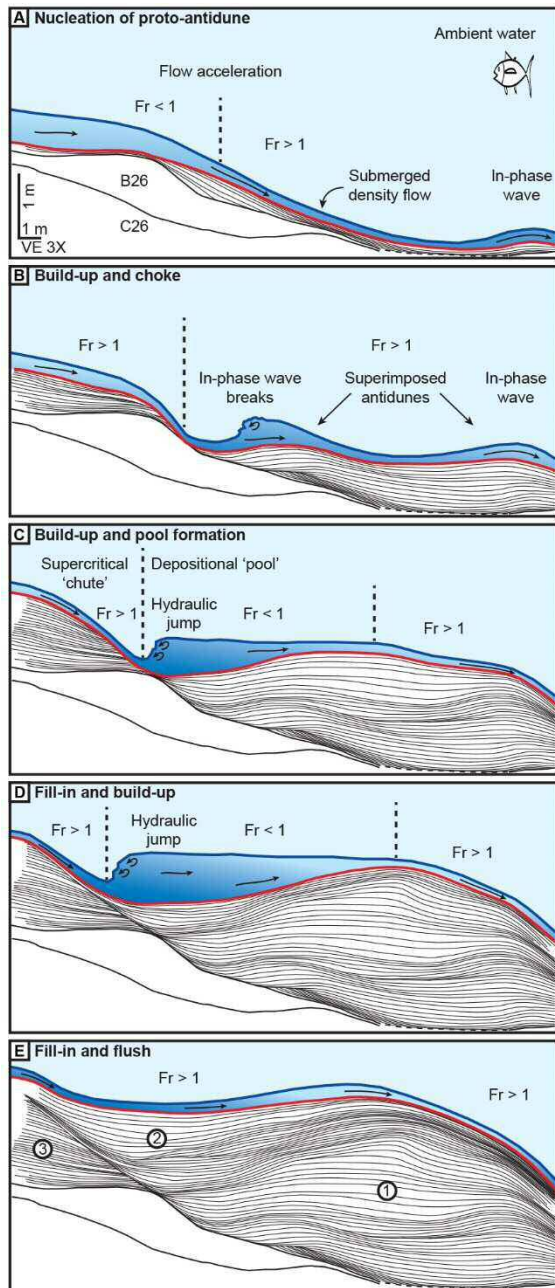 A Nucleation of proto-antidune
Ambient water
Flow acceleration
Fr < 1
Fr > 1
B26
C26
1 m
1 m
VE 3X
Submerged
density flow
In-phase
wave
B Build-up and choke
Fr > 1
Fr > 1
In-phase wave
breaks
Superimposed
antidunes
In-phase
wave
C Build-up and pool formation
Supercritical
'chute'
Depositional 'pool'
Fr > 1
Hydraulic
jump
Fr < 1
Fr > 1
D Fill-in and build-up
Fr > 1
Hydraulic
jump
Fr < 1
Fr > 1
E Fill-in and flush
Fr > 1
Fr > 1
3
2
1